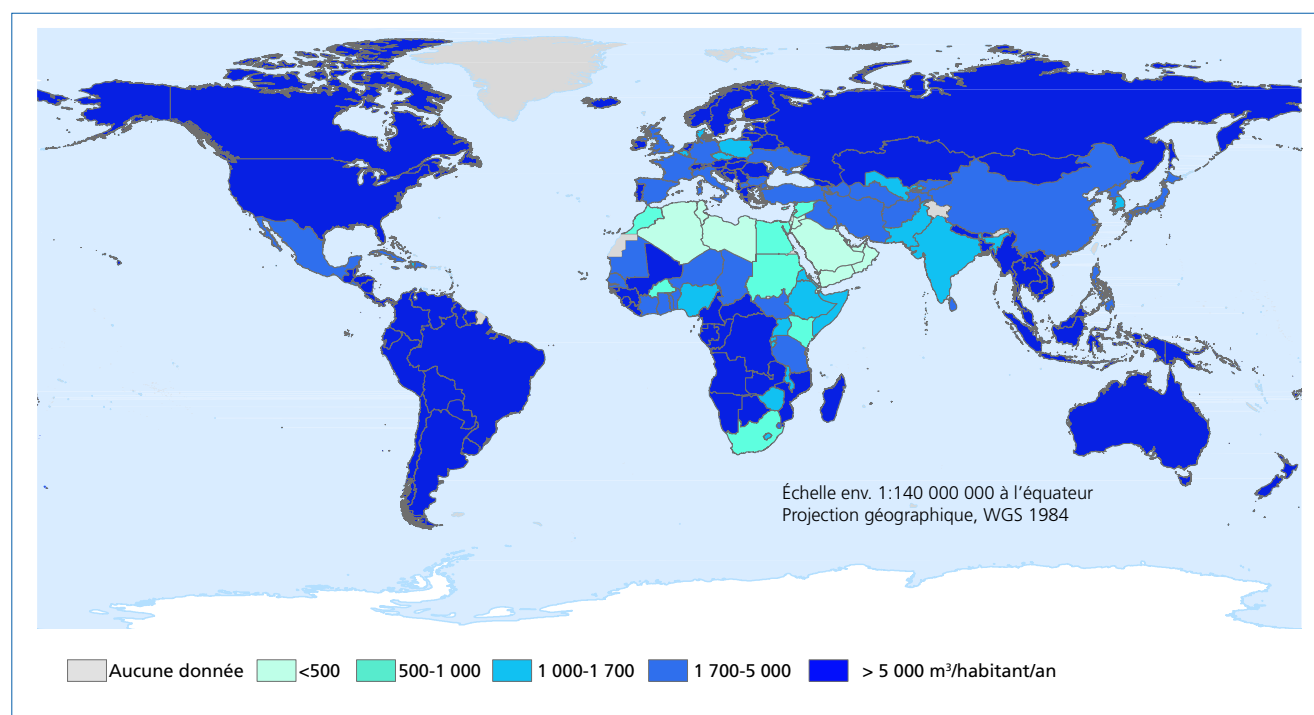 Échelle env. 1:140 000 000 à l’équateur
Projection géographique, WGS 1984
Aucune donnée <500 500-1 000 1 000-1 700 1 700-5 000 > 5 000 m³/habitant/an